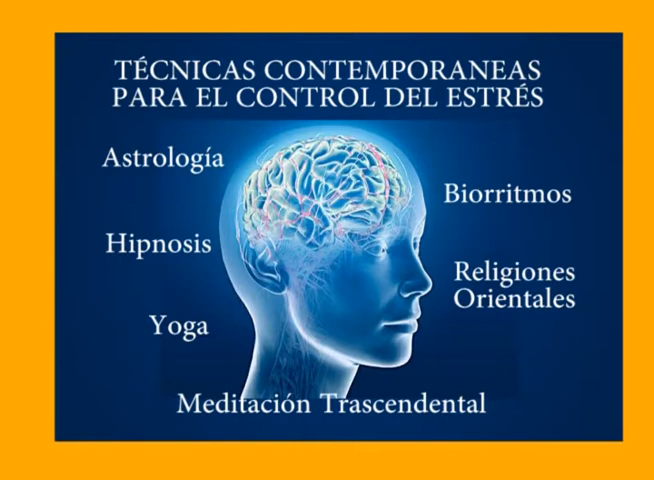 TÉCNICAS CONTEMPORANEAS
PARA EL CONTROL DEL ESTRÉS
Astrología
Biorritmos
Hipnosis
Religiones
Orientales
Yoga
Meditación Trascendental